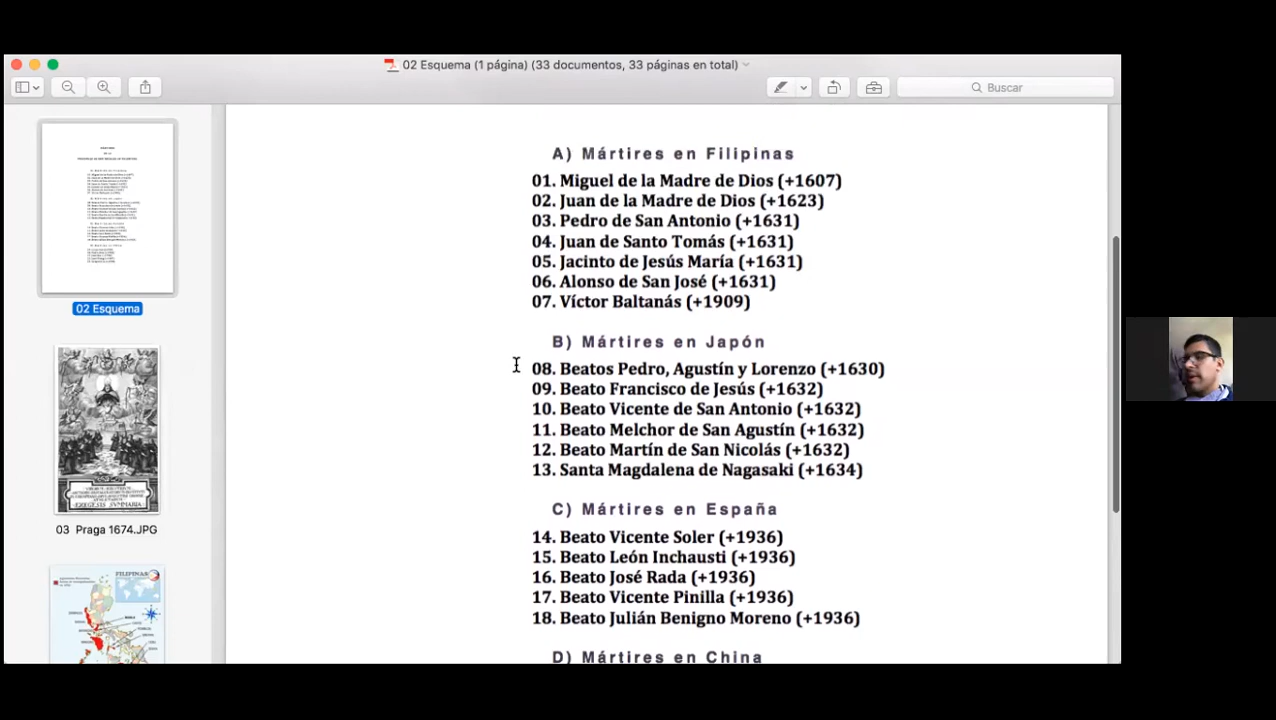 02 Esquema (1 página) (33 documentos, 33 páginas en total)
Buscar
02 Esquema
03 Praga 1674.JPG
FILIPINAS
A) Mártires en Filipinas
01. Miguel de la Madre de Dios (+1607)
02. Juan de la Madre de Dios (+1623)
03. Pedro de San Antonio (+1631)
04. Juan de Santo Tomás (+1631)
05. Jacinto de Jesús María (+1631)
06. Alonso de San José (+1631)
07. Víctor Baltanás (+1909)
B) Mártires en Japón
08. Beatos Pedro, Agustín y Lorenzo (+1630)
09. Beato Francisco de Jesús (+1632)
10. Beato Vicente de San Antonio (+1632)
11. Beato Melchor de San Agustín (+1632)
12. Beato Martín de San Nicolás (+1632)
13. Santa Magdalena de Nagasaki (+1634)
C) Mártires en España
14. Beato Vicente Soler (+1936)
15. Beato León Inchausti (+1936)
16. Beato José Rada (+1936)
17. Beato Vicente Pinilla (+1936)
18. Beato Julián Benigno Moreno (+1936)
D) Mártires en China